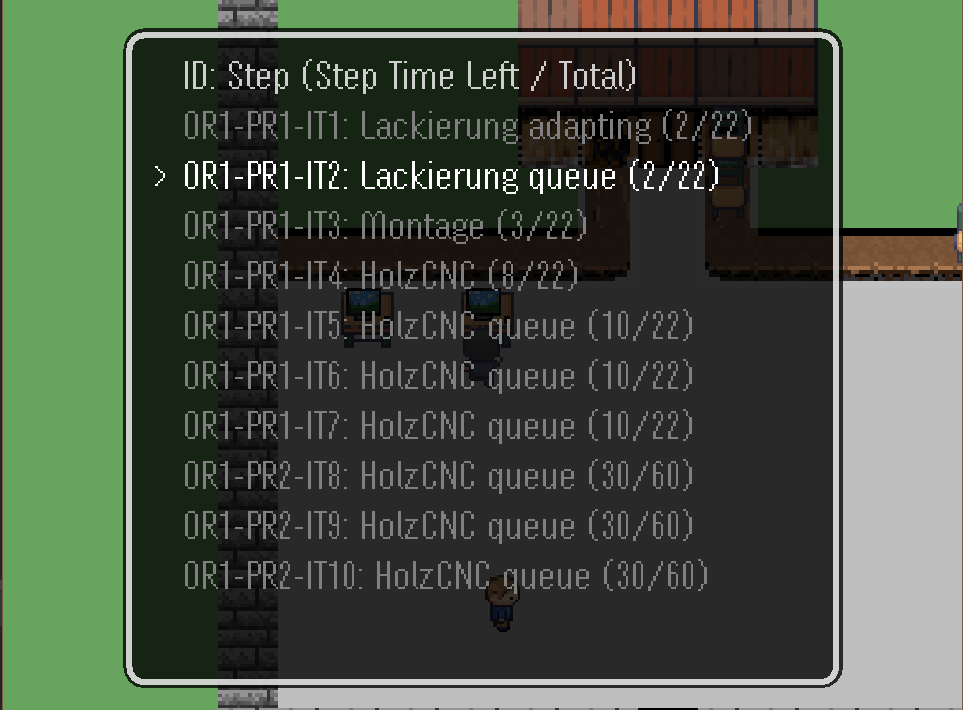 ID: Step (Step Time Left / Total)
OR1-PR1-IT1: Lackierung adapting (2/22)
> OR1-PR1-IT2: Lackierung queue (2/22)
OR1-PR1-IT3: Montage (3/22)
OR1-PR1-IT4: HolzCNC (8/22)
OR1-PR1-IT5: HolzCNC queue (10/22)
OR1-PR1-IT6: HolzCNC queue (10/22)
OR1-PR1-IT7: HolzCNC queue (10/22)
OR1-PR2-IT8: HolzCNC queue (30/60)
OR1-PR2-IT9: HolzCNC queue (30/60)
OR1-PR2-IT10: HolzCNC queue (30/60)